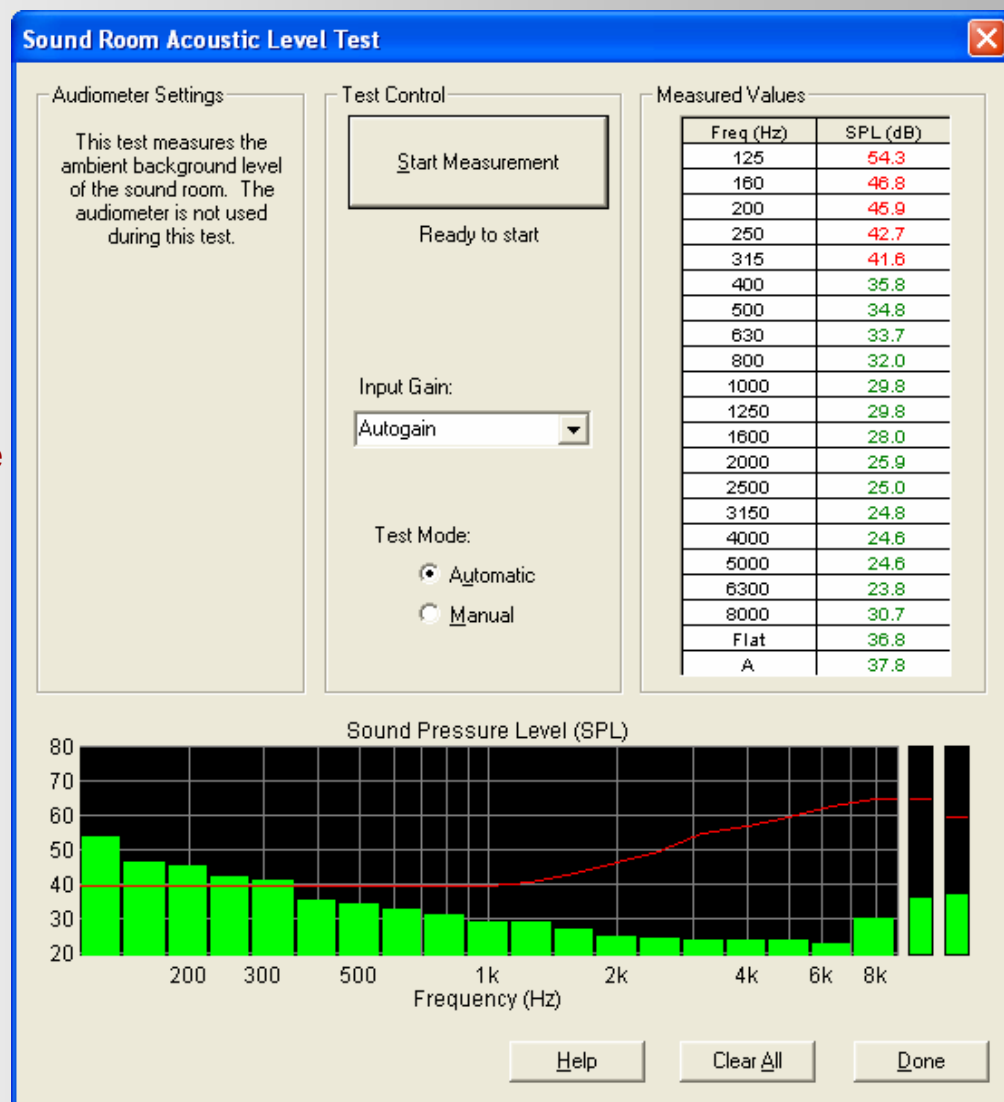 Sound Room Acoustic Level Test
Audiometer Settings
This test measures the
ambient background level
of the sound room. The
audiometer is not used
during this test.
Test Control
Start Measurement
Ready to start
Input Gain:
Autogain
Test Mode:
Automatic
Manual
Measured Values
Freq (Hz) SPL (dB)
125 54.3
160 46.8
200 45.9
250 42.7
315 41.6
400 35.8
500 34.8
630 33.7
800 32.0
1000 29.8
1250 29.8
1600 28.0
2000 25.9
2500 25.0
3150 24.8
4000 24.6
5000 24.6
6300 23.8
8000 30.7
Flat 36.8
A 37.8
Sound Pressure Level (SPL)
80
70
60
50
40
30
20
200 300 500 1k 2k 4k 6k 8k
Frequency (Hz)
Help Clear All Done